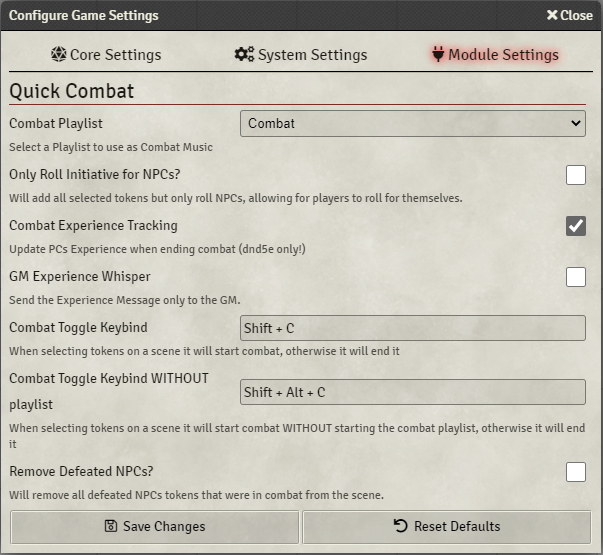 Configure Game Settings
Close
Core Settings
System Settings
Module Settings
Quick Combat
Combat Playlist
Combat
Select a Playlist to use as Combat Music
Only Roll Initiative for NPCs?
Will add all selected tokens but only roll NPCs, allowing for players to roll for themselves.
Combat Experience Tracking
Update PCs Experience when ending combat (dnd5e only!)
GM Experience Whisper
Send the Experience Message only to the GM.
Combat Toggle Keybind
Shift + C
When selecting tokens on a scene it will start combat, otherwise it will end it
Combat Toggle Keybind WITHOUT
playlist
Shift + Alt + C
When selecting tokens on a scene it will start combat WITHOUT starting the combat playlist, otherwise it will end
it
Remove Defeated NPCs?
Will remove all defeated NPCs tokens that were in combat from the scene.
Save Changes
Reset Defaults